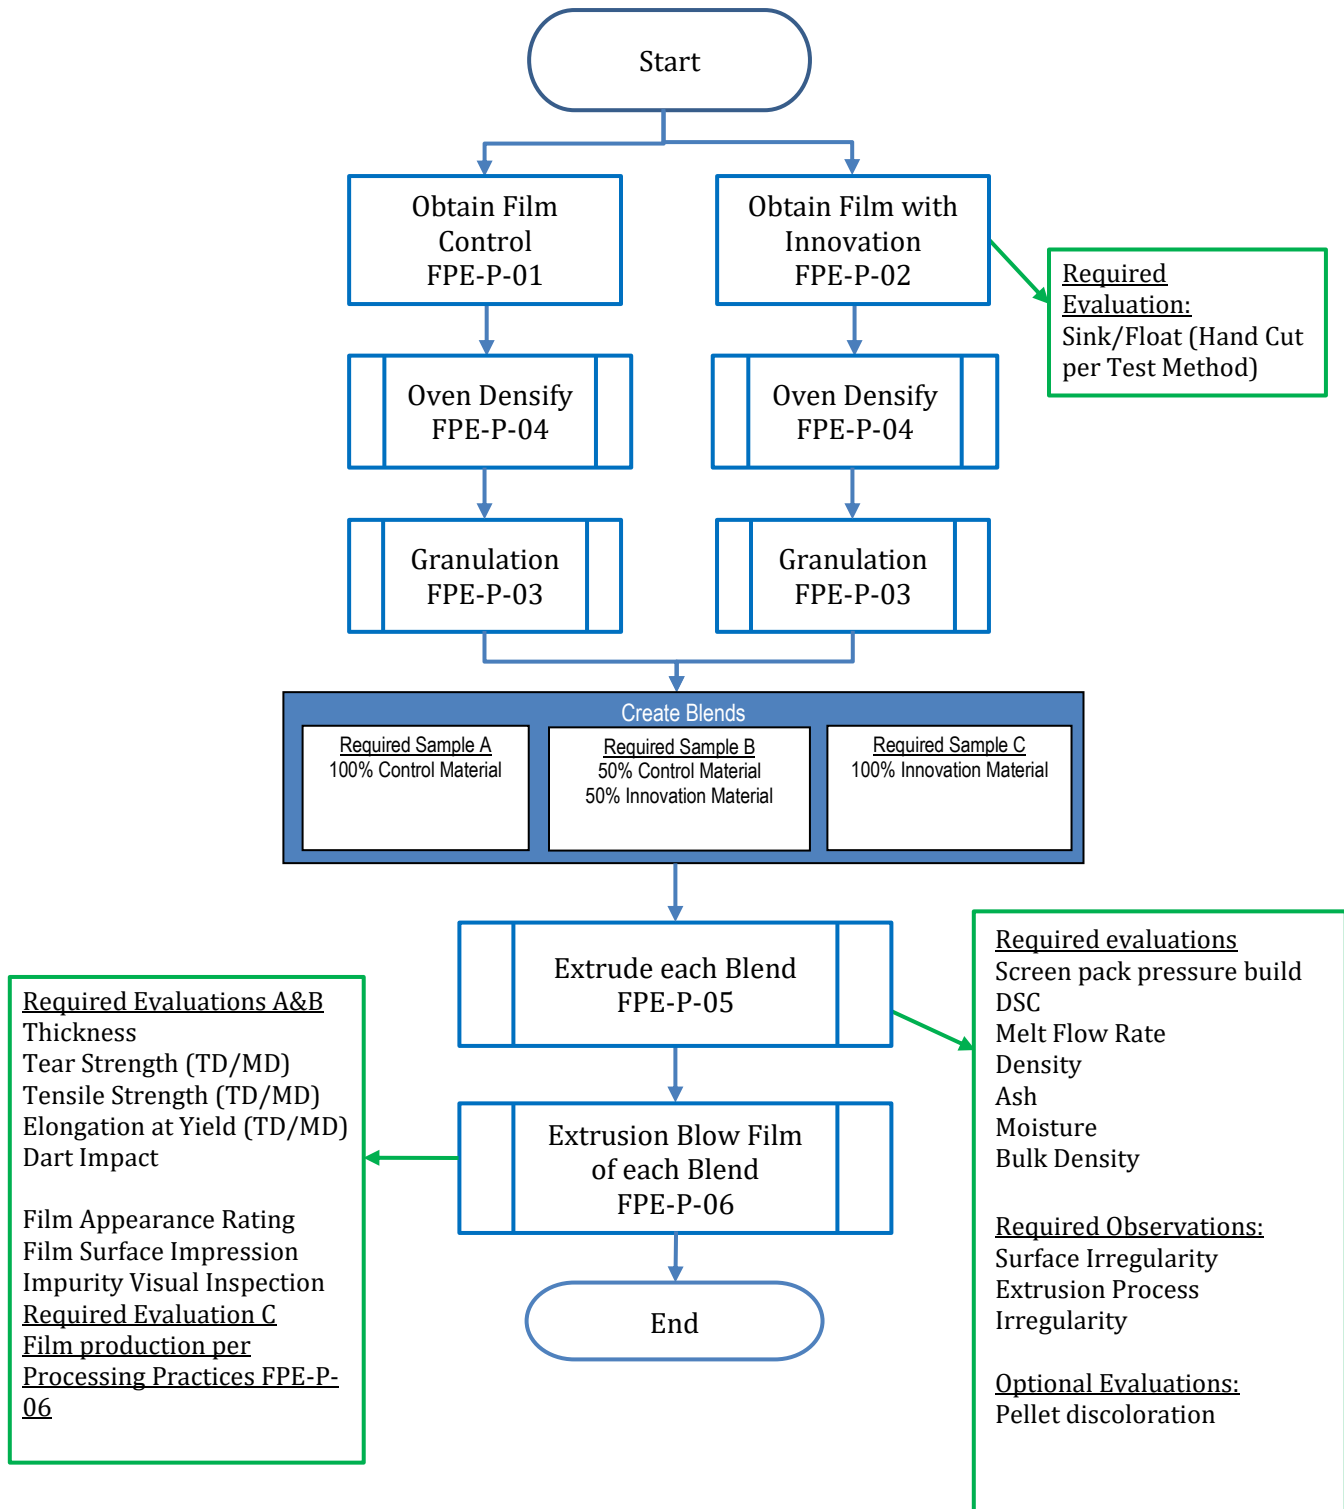 Start
Obtain Film
Control
FPE-P-01
Obtain Film with
Innovation
FPE-P-02
Required
Evaluation:
Sink/Float (Hand Cut
per Test Method)
Oven Densify
FPE-P-04
Oven Densify
FPE-P-04
Granulation
FPE-P-03
Granulation
FPE-P-03
Create Blends
Required Sample A
100% Control Material
Required Sample B
50% Control Material
50% Innovation Material
Required Sample C
100% Innovation Material
Extrude each Blend
FPE-P-05
Required evaluations
Screen pack pressure build
DSC
Melt Flow Rate
Density
Ash
Moisture
Bulk Density
Required Observations:
Surface Irregularity
Extrusion Process
Irregularity
Optional Evaluations:
Pellet discoloration
Extrusion Blow Film
of each Blend
FPE-P-06
Required Evaluations A&B
Thickness
Tear Strength (TD/MD)
Tensile Strength (TD/MD)
Elongation at Yield (TD/MD)
Dart Impact
Film Appearance Rating
Film Surface Impression
Impurity Visual Inspection
Required Evaluation C
Film production per
Processing Practices FPE-P-
06
End